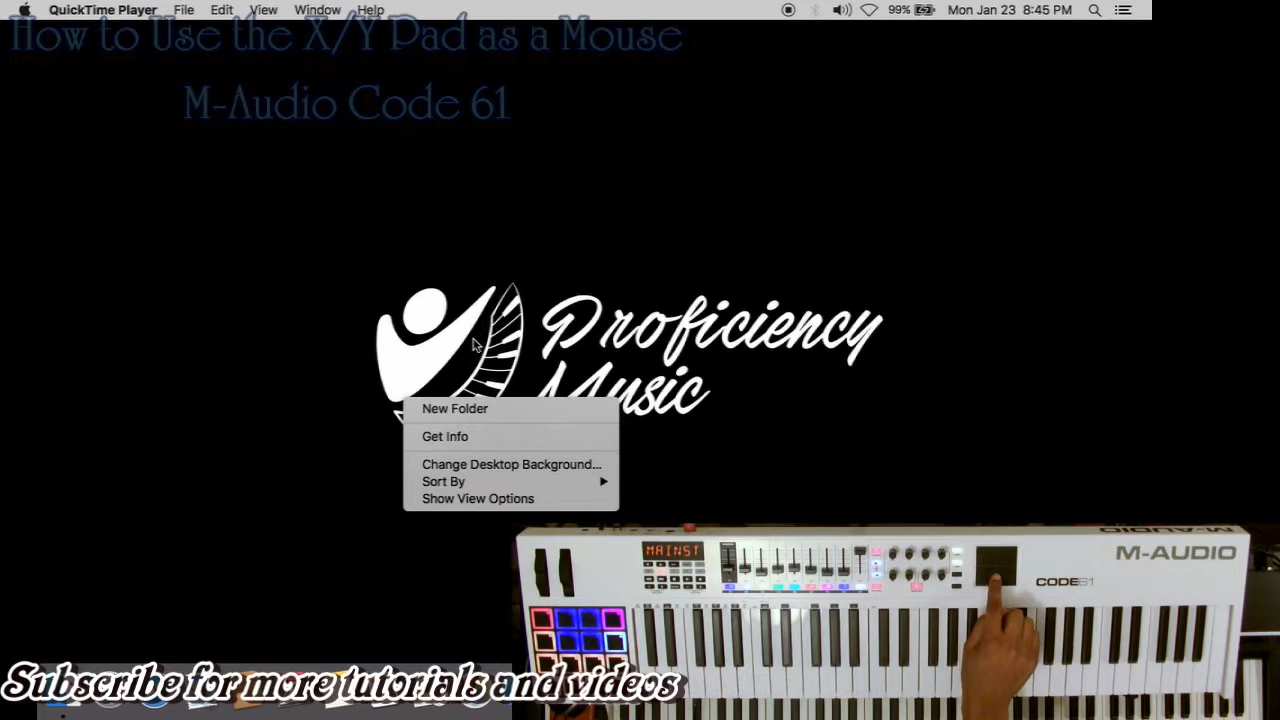 QuickTime Player File Edit View Window Help 99% Mon Jan 23 8:45 PM
How to Use the X/Y Pad as a Mouse
M-Audio Code 61
Proficiency
Music
New Folder
Get Info
Change Desktop Background...
Sort By
Show View Options
M-AUDIO
MAINST
M-AUDIO
CODE61
Subscribe for more tutorials and videos